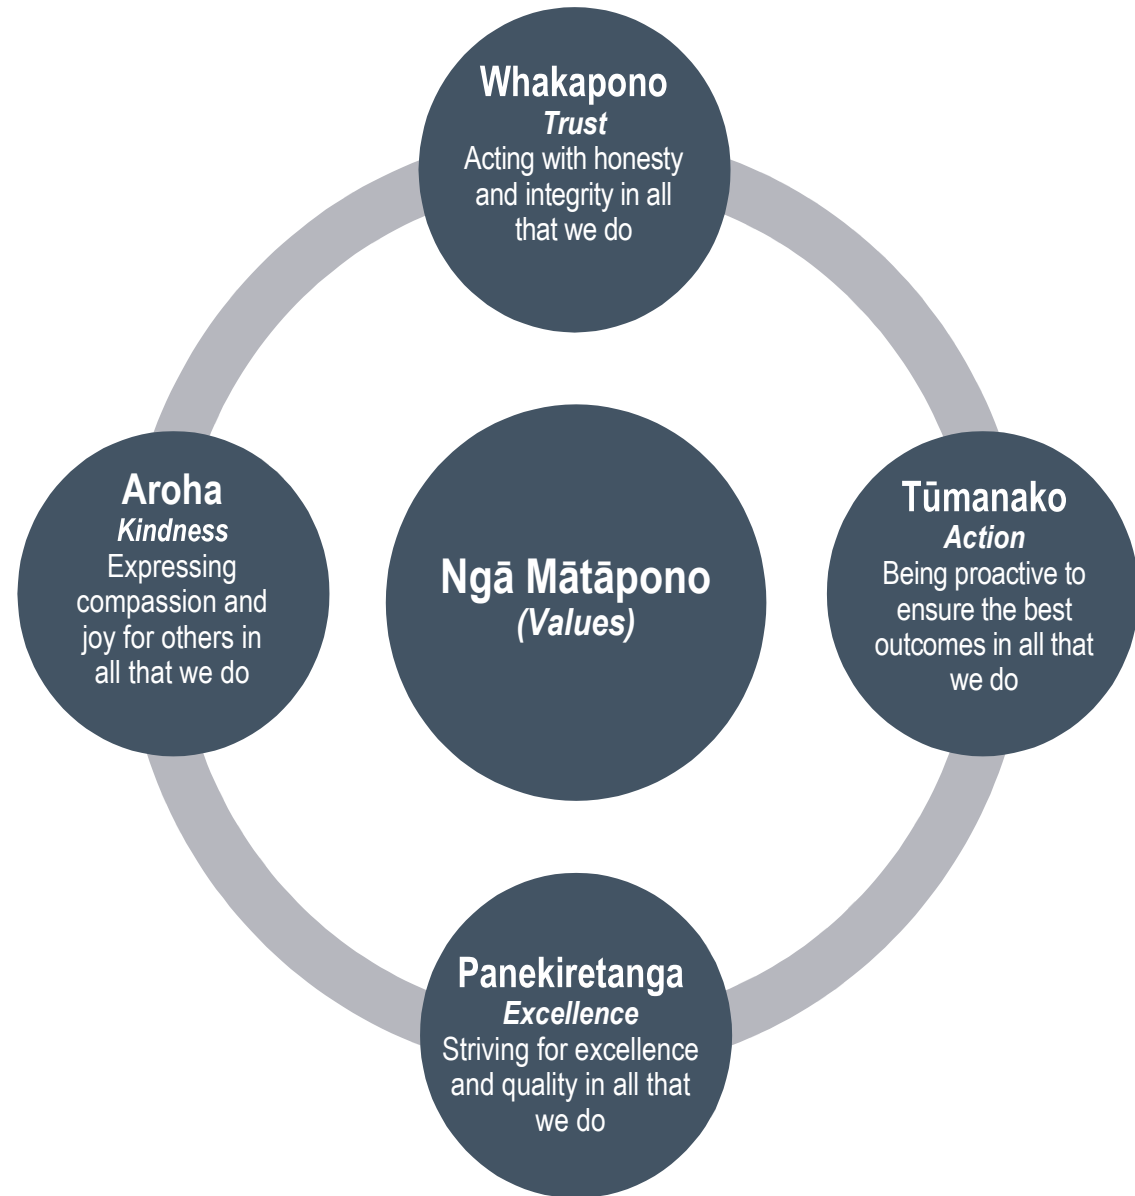 Whakapono
Trust
Acting with honesty
and integrity in all
that we do
Aroha
Kindness
Expressing
compassion and
joy for others in
all that we do
Ngā Mātāpono
(Values)
Tūmanako
Action
Being proactive to
ensure the best
outcomes in all that
we do
Panekiretanga
Excellence
Striving for excellence
and quality in all that
we do